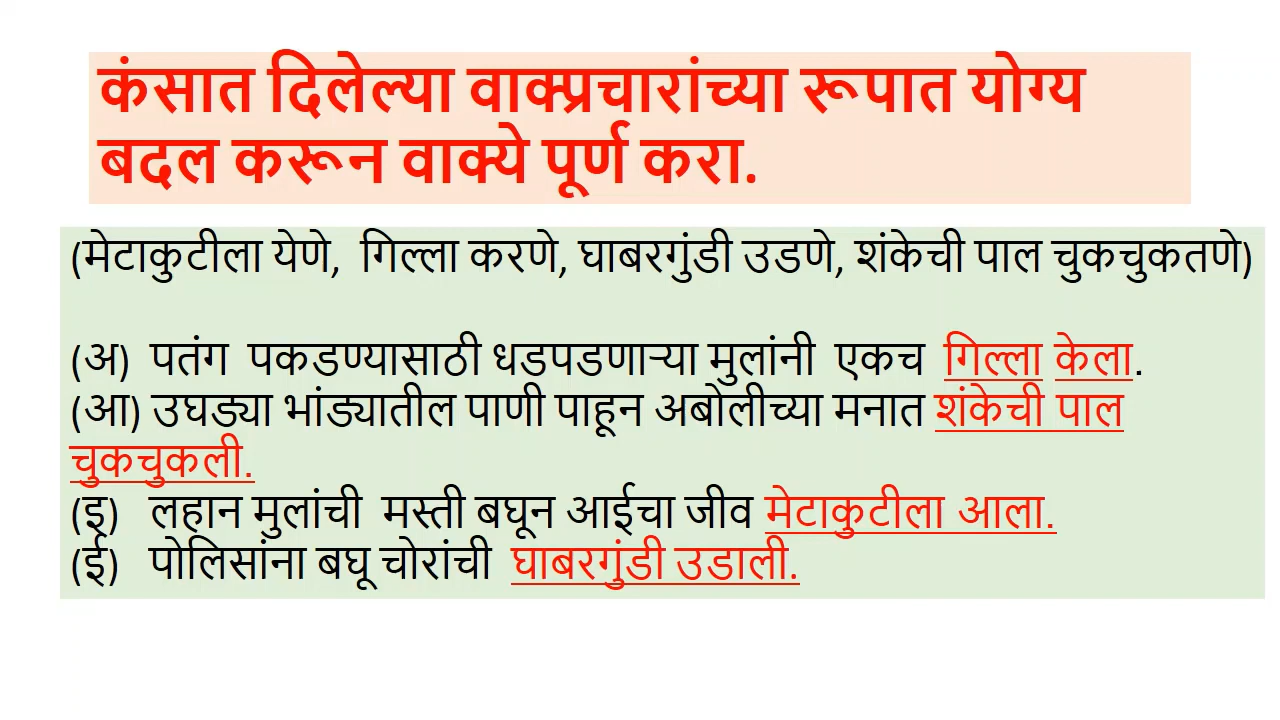 कंसात दिलेल्या वाक्प्रचारांच्या रूपात योग्य
बदल करून वाक्ये पूर्ण करा.
(मेटाकुटीला येणे, गिल्ला करणे, घाबरगुंडी उडणे, शंकेची पाल चुकचुकतणे)
(अ) पतंग पकडण्यासाठी धडपडणाऱ्या मुलांनी एकच गिल्ला केला.
(आ) उघड्या भांड्यातील पाणी पाहून अबोलीच्या मनात शंकेची पाल
चुकचुकली.
(इ) लहान मुलांची मस्ती बघून आईचा जीव मेटाकुटीला आला.
(ई) पोलिसांना बघू चोरांची घाबरगुंडी उडाली.